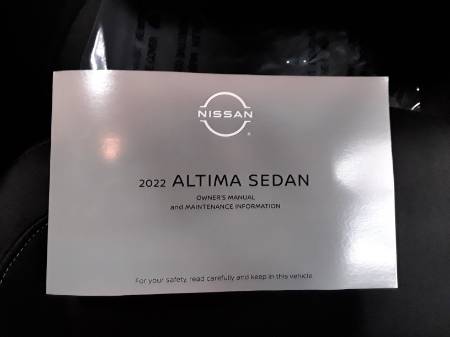 NISSAN
2022 ALTIMA SEDAN
OWNER'S MANUAL
and MAINTENANCE INFORMATION
For your safety, read carefully and keep in this vehicle.